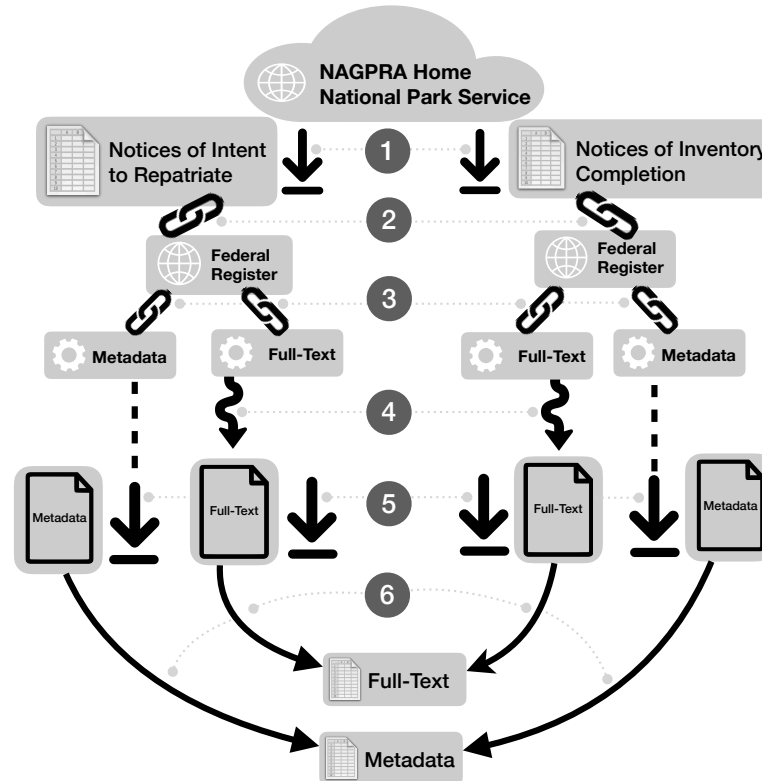 NAGPRA Home
National Park Service
1
Notices of Intent
to Repatriate
Notices of Inventory
Completion
2
Federal
Register
Federal
Register
3
Metadata
Full-Text
Full-Text
Metadata
4
Metadata
Full-Text
5
Full-Text
Metadata
6
Full-Text
Metadata